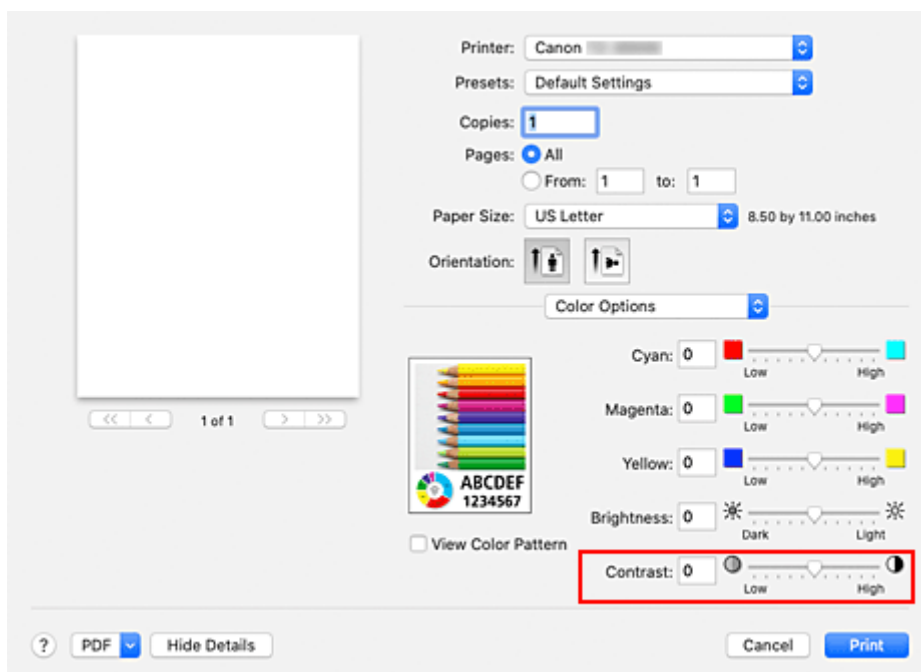 Printer: Canon
Presets: Default Settings
Copies: 1
Pages: All
From: 1 to: 1
Paper Size: US Letter 8.50 by 11.00 inches
Orientation:
Color Options
Cyan: 0
Low High
Magenta: 0
Low High
Yellow: 0
Low High
Brightness: 0
Dark Light
Contrast: 0
Low High
<< < 1 of 1 > >>
ABCDEF
1234567
View Color Pattern
? PDF Hide Details Cancel Print